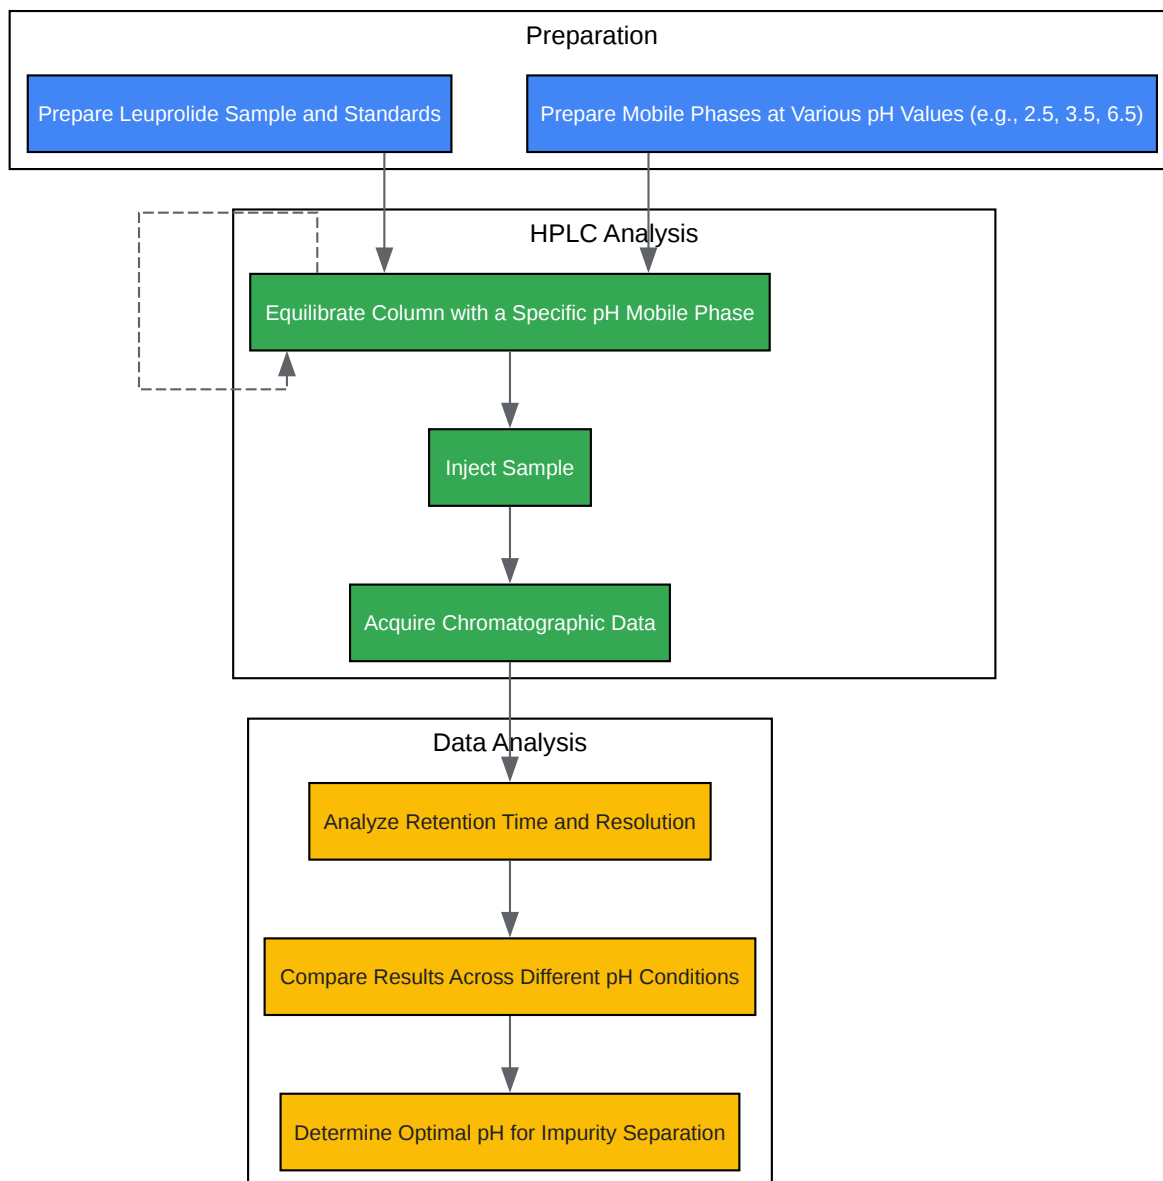 Preparation
Prepare Leuprolide Sample and Standards
Prepare Mobile Phases at Various pH Values (e.g., 2.5, 3.5, 6.5)
HPLC Analysis
Equilibrate Column with a Specific pH Mobile Phase
Inject Sample
Acquire Chromatographic Data
Data Analysis
Analyze Retention Time and Resolution
Compare Results Across Different pH Conditions
Determine Optimal pH for Impurity Separation